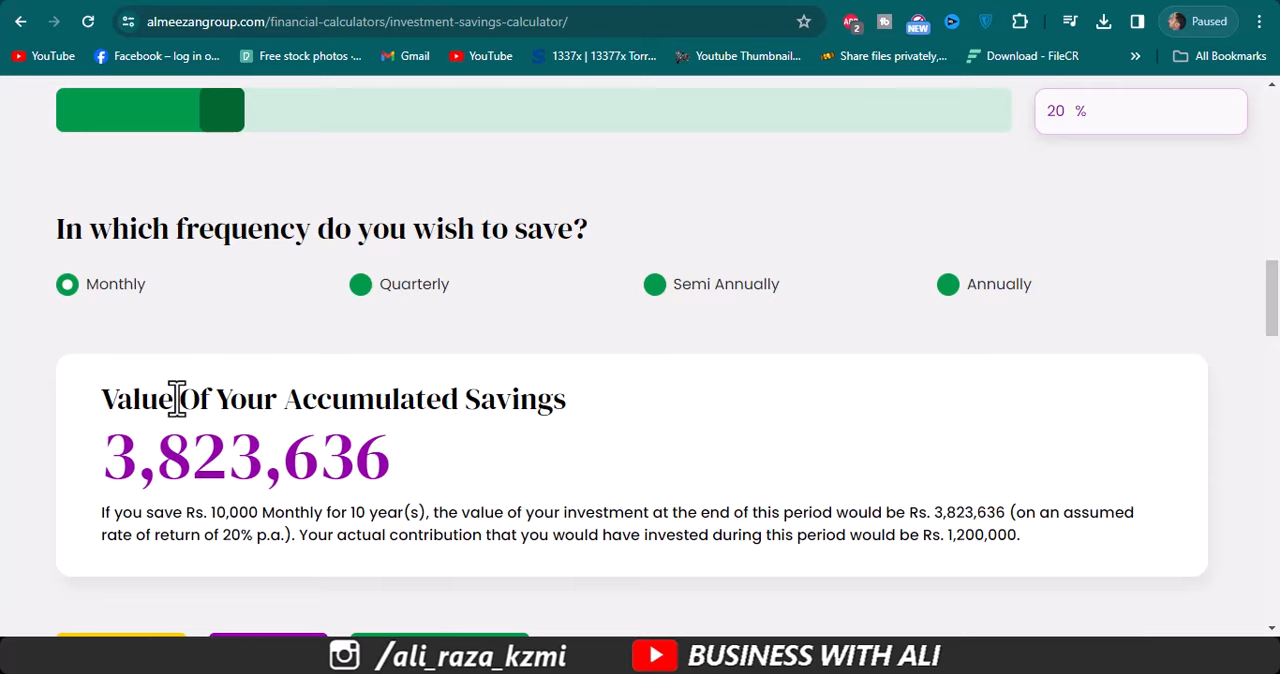 almeezangroup.com/financial-calculators/investment-savings-calculator/
2
NEW
Paused
YouTube
Facebook – log in o...
Free stock photos ·...
Gmail
YouTube
1337x | 13377x Torr...
Youtube Thumbnail...
Share files privately,...
Download - FileCR
»
All Bookmarks
20 %
In which frequency do you wish to save?
Monthly
Quarterly
Semi Annually
Annually
Value Of Your Accumulated Savings
3,823,636
If you save Rs. 10,000 Monthly for 10 year(s), the value of your investment at the end of this period would be Rs. 3,823,636 (on an assumed
rate of return of 20% p.a.). Your actual contribution that you would have invested during this period would be Rs. 1,200,000.
/ali_raza_kzmi
BUSINESS WITH ALI